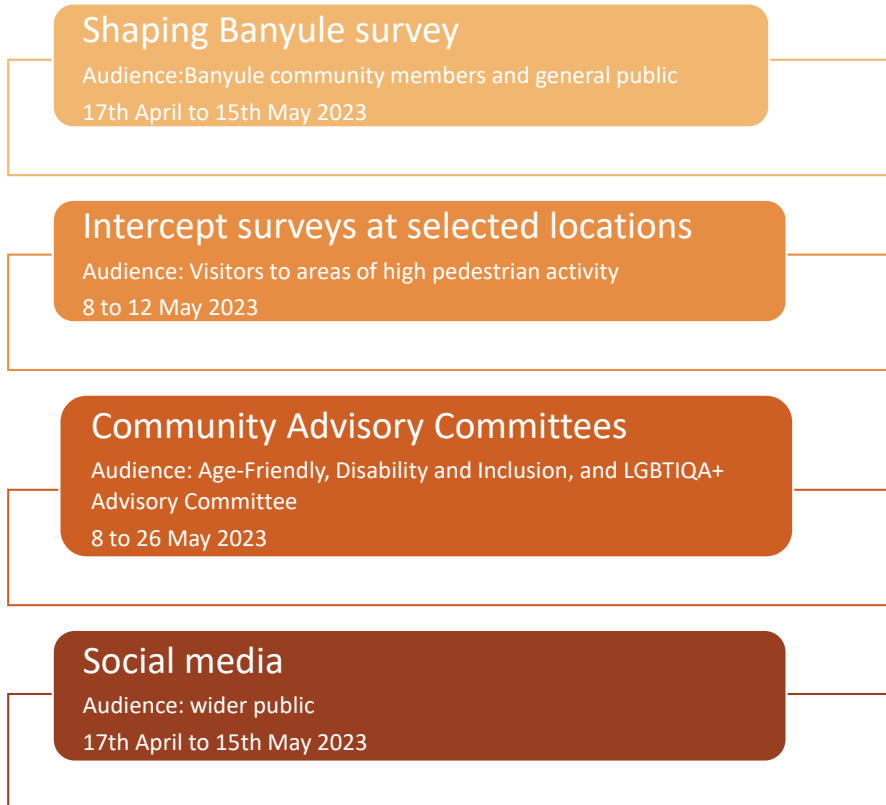 Shaping Banyule survey
Audience:Banyule community members and general public
17th April to 15th May 2023
Intercept surveys at selected locations
Audience: Visitors to areas of high pedestrian activity
8 to 12 May 2023
Community Advisory Committees
Audience: Age-Friendly, Disability and Inclusion, and LGBTIQA+
Advisory Committee
8 to 26 May 2023
Social media
Audience: wider public
17th April to 15th May 2023